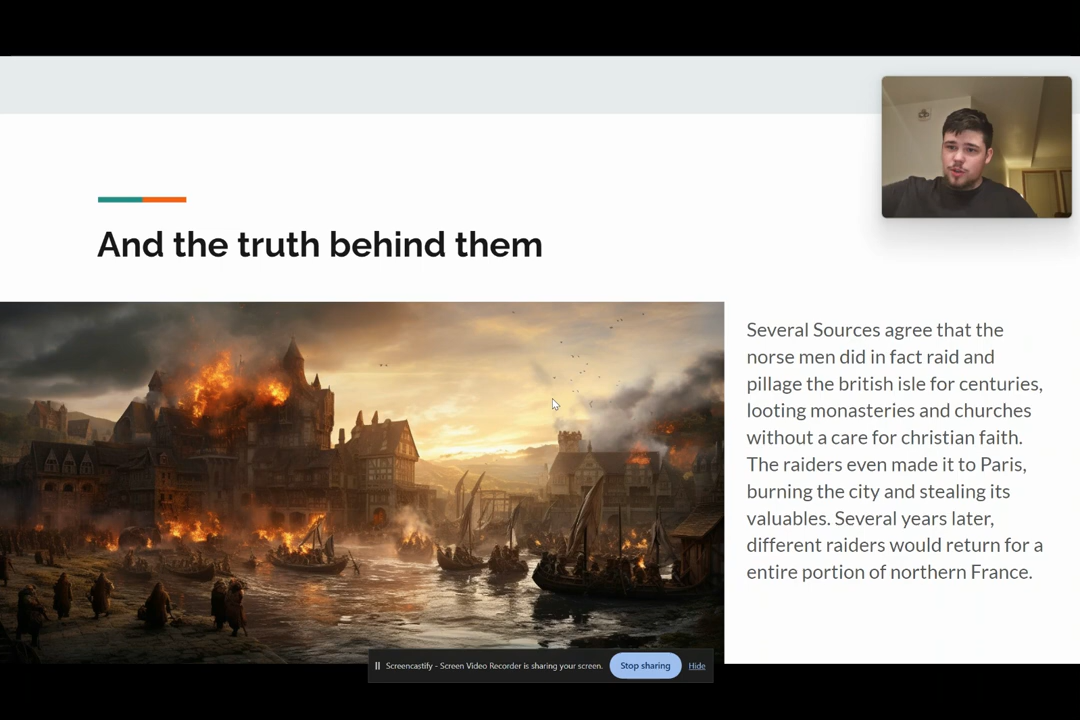 And the truth behind them
Several Sources agree that the
norse men did in fact raid and
pillage the british isle for centuries,
looting monasteries and churches
without a care for christian faith.
The raiders even made it to Paris,
burning the city and stealing its
valuables. Several years later,
different raiders would return for a
entire portion of northern France.
Screencastify - Screen Video Recorder is sharing your screen. Stop sharing Hide